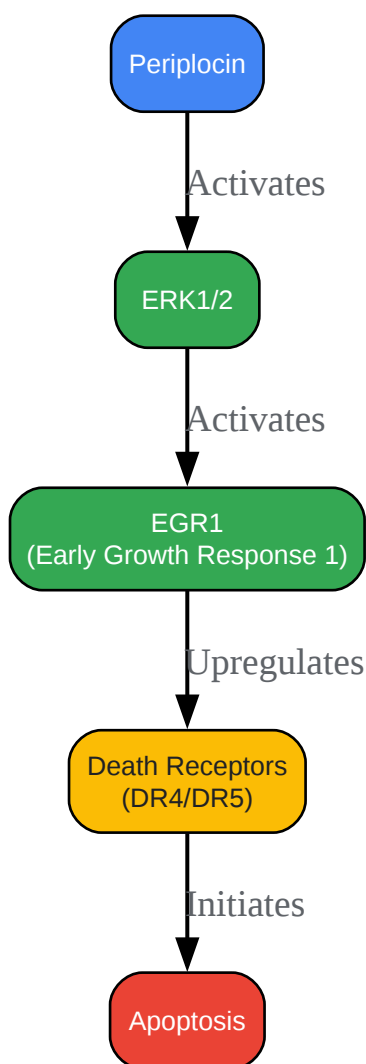 Periplocin
Activates
ERK1/2
Activates
EGR1
(Early Growth Response 1)
Upregulates
Death Receptors
(DR4/DR5)
Initiates
Apoptosis